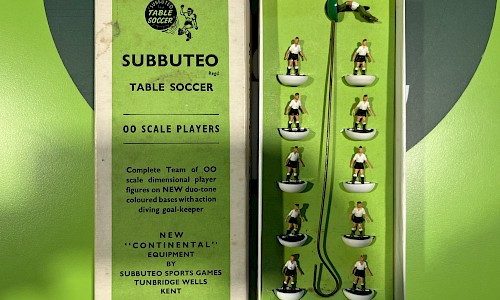 SUBBUTEO
TABLE
SOCCER
SUBBUTEO
Regd
TABLE SOCCER
OO SCALE PLAYERS
Complete Team of OO
scale dimensional player
figures on NEW duo-tone
coloured bases with action
diving goal-keeper
NEW
"CONTINENTAL"
EQUIPMENT
BY
SUBBUTEO SPORTS GAMES
TUNBRIDGE WELLS
KENT